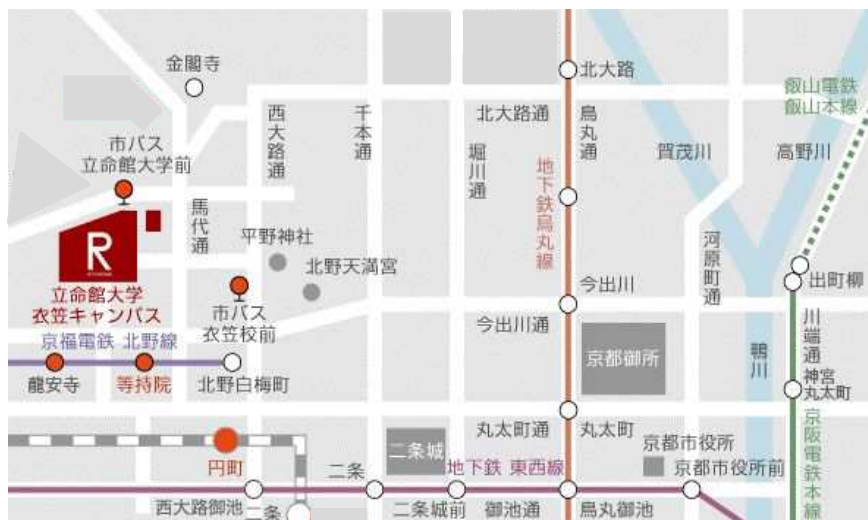 金閣寺
北大路
叡山電鉄
叡山本線
西大路通
千本通
北大路通
烏丸通
堀川通
賀茂川
高野川
市バス
立命館大学前
地下鉄烏丸線
馬代通
R
平野神社
北野天満宮
河原町通
立命館大学
衣笠キャンパス
市バス
衣笠校前
今出川
出町柳
今出川通
川端通
京福電鉄 北野線
京都御所
鴨川
龍安寺
等持院
北野白梅町
神宮
丸太町
丸太町通
丸太町
京阪電鉄本線
円町
二条城
京都市役所
二条
地下鉄 東西線
京都市役所前
西大路御池
二条
二条城前
御池通
烏丸御池